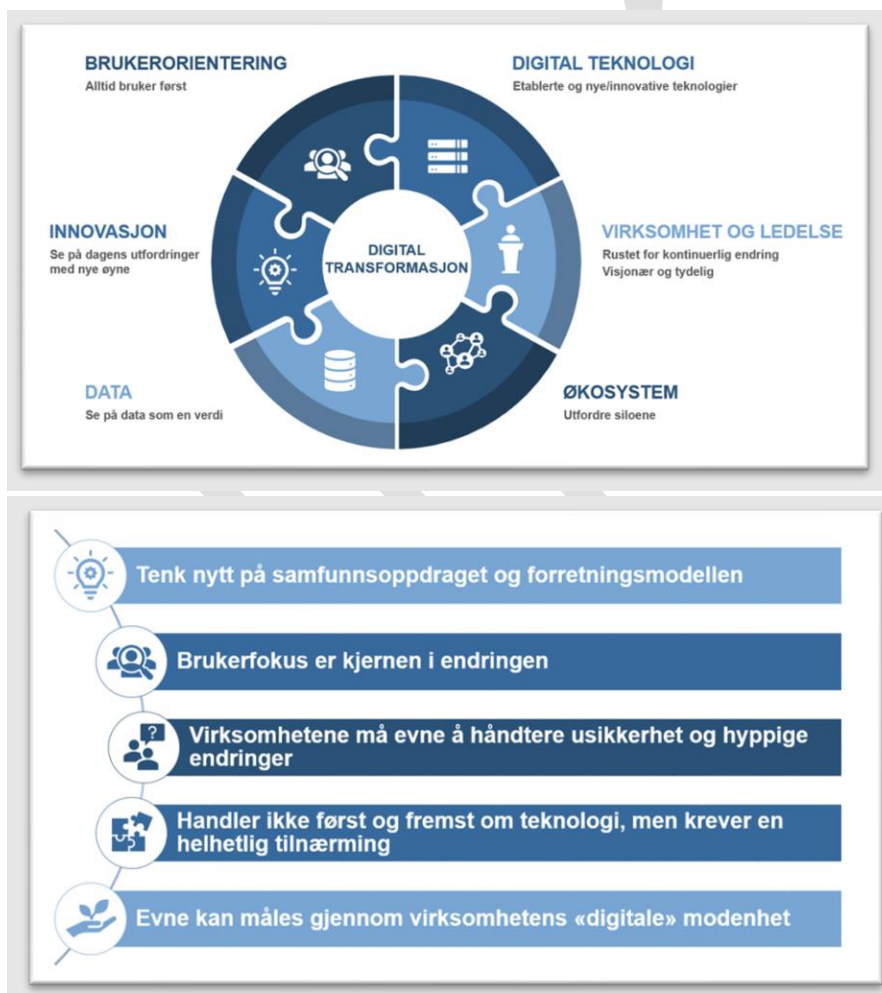 BRUKERORIENTERING
Alltid bruker først
DIGITAL TEKNOLOGI
Etablerte og nye/innovative teknologier
INNOVASJON
Se på dagens utfordringer
med nye øyne
DIGITAL
TRANSFORMASJON
VIRKSOMHET OG LEDELSE
Rustet for kontinuerlig endring
Visjonær og tydelig
DATA
Se på data som en verdi
ØKOSYSTEM
Utfordre siloene
Tenk nytt på samfunnsoppdraget og forretningsmodellen
Brukerfokus er kjernen i endringen
?
Virksomhetene må evne å håndtere usikkerhet og hyppige
endringer
Handler ikke først og fremst om teknologi, men krever en
helhetlig tilnærming
Evne kan måles gjennom virksomhetens «digitale» modenhet